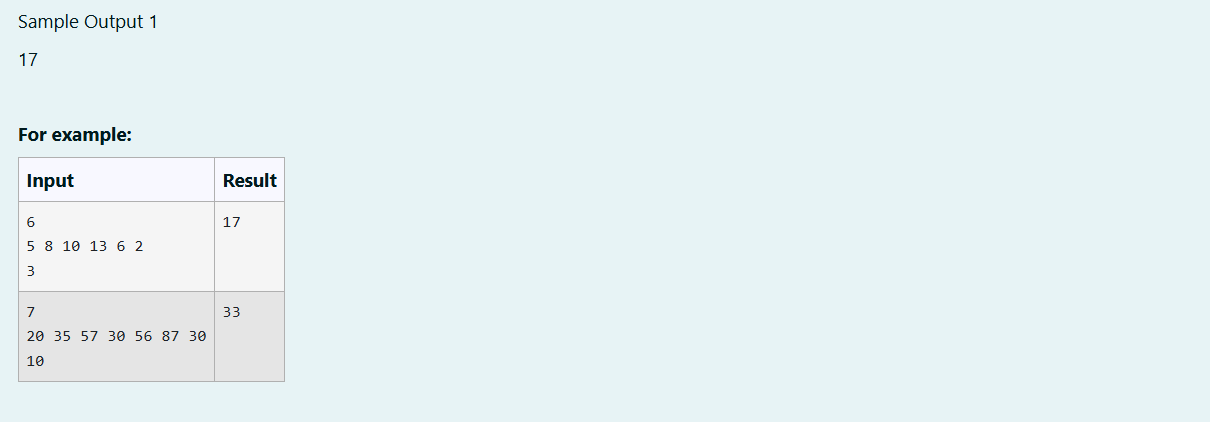 Sample Output 1
17
For example:
Input Result
6 17
5 8 10 13 6 2
3
7 33
20 35 57 30 56 87 30
10